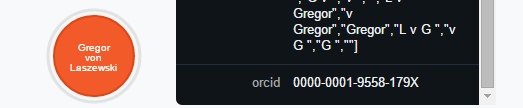 Gregor
von
Laszewski
Gregor","v
Gregor","Gregor","L v G ","v
G ","G ",""]
orcid 0000-0001-9558-179X